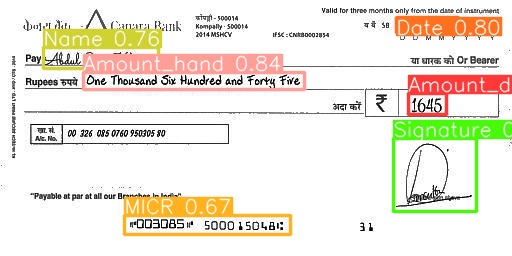 Valid for three months only from the date of instrument
Canara Bank
कोंपल्ली - 500014
Kompally - 500014
2014 MSHCV
IFSC : CNRB0002854
Date 0.80
D D M M Y Y Y Y
Name 0.76
Pay Abdul
या धारक को Or Bearer
Amount_hand 0.84
Rupees रुपये One Thousand Six Hundred and Forty Five
अदा करें ₹ 1645
Amount_d
Signature 0
खा. सं.
A/c. No.
00 326 085 0760 950305 80
"Payable at par at all our Branches in India"
MICR 0.67
⑈003085⑈ 5000150481⑆ 31